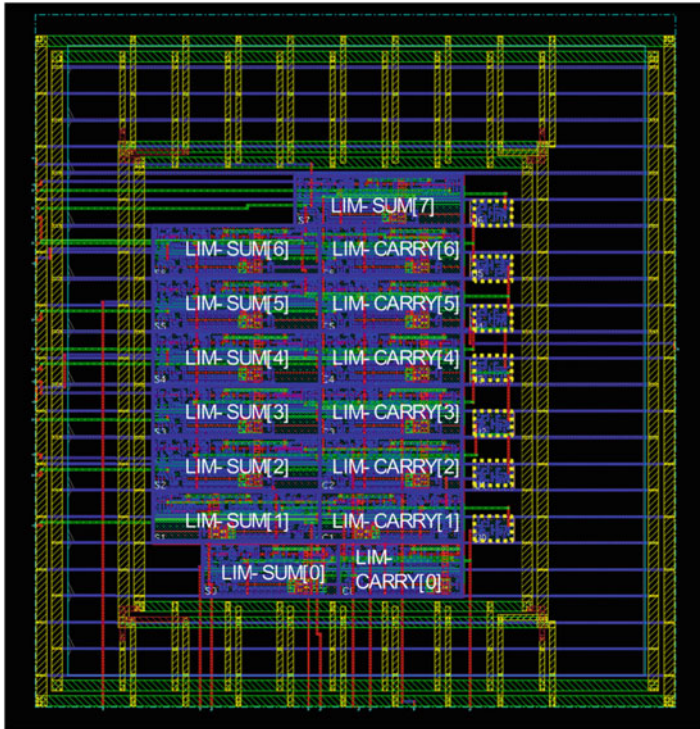 LIM- SUM[7]
LIM- SUM[6] LIM- CARRY[6]
LIM- SUM[5] LIM- CARRY[5]
LIM- SUM[4] LIM- CARRY[4]
LIM- SUM[3] LIM- CARRY[3]
LIM- SUM[2] LIM- CARRY[2]
LIM- SUM[1] LIM- CARRY[1]
LIM- SUM[0] LIM-
CARRY[0]